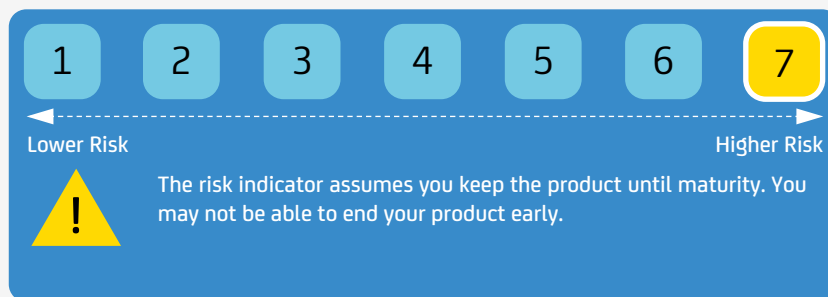 1 2 3 4 5 6 7
Lower Risk Higher Risk
!
The risk indicator assumes you keep the product until maturity. You
may not be able to end your product early.